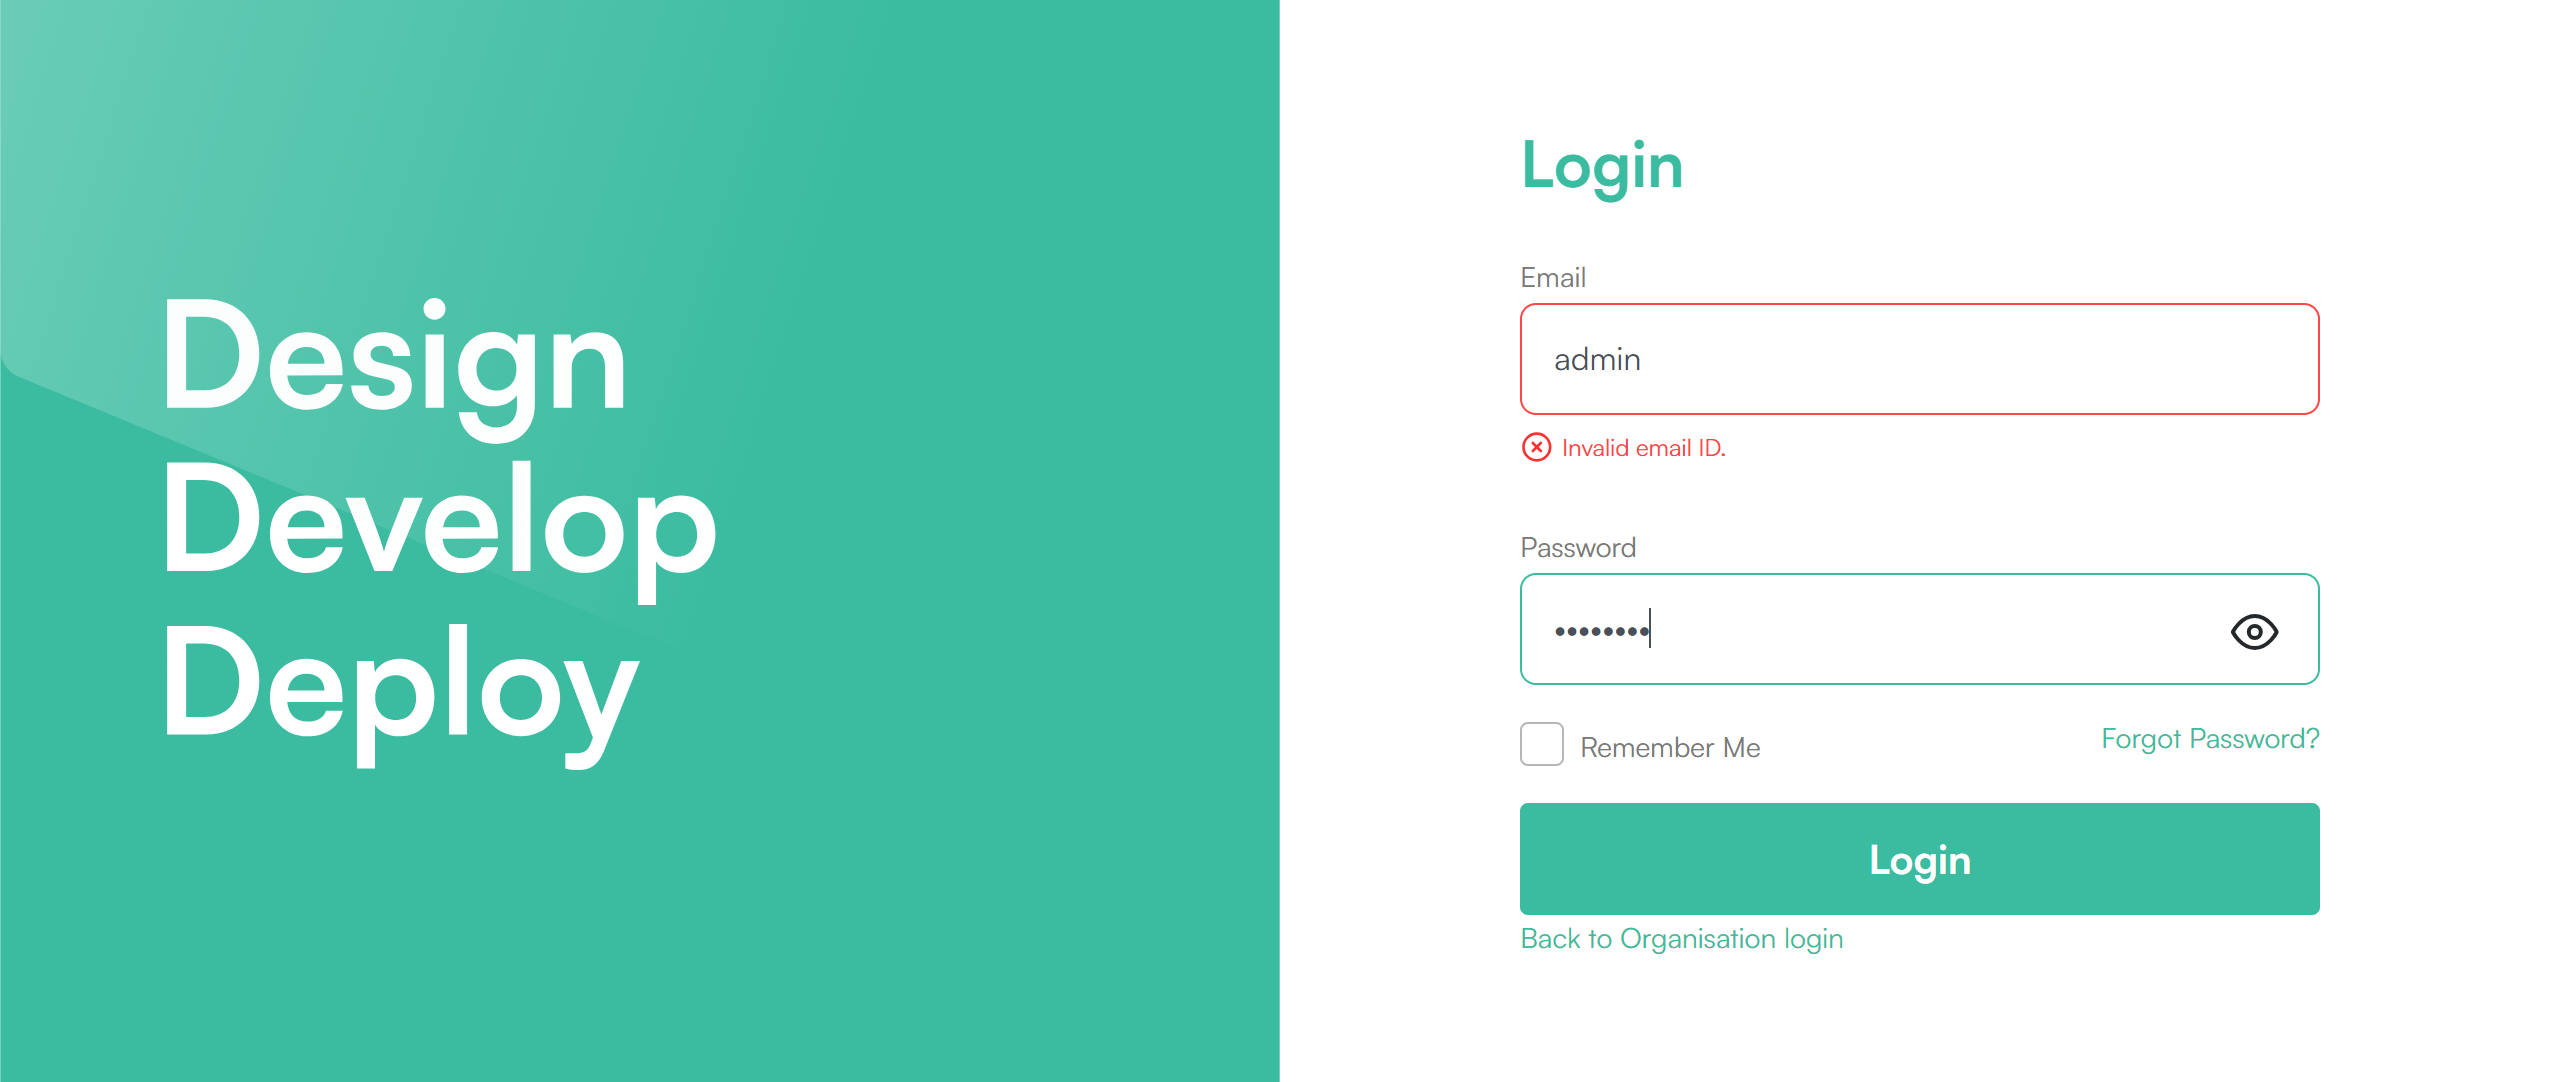 Design
Develop
Deploy
Login
Email
admin
Invalid email ID.
Password
••••••••
Remember Me
Forgot Password?
Login
Back to Organisation login